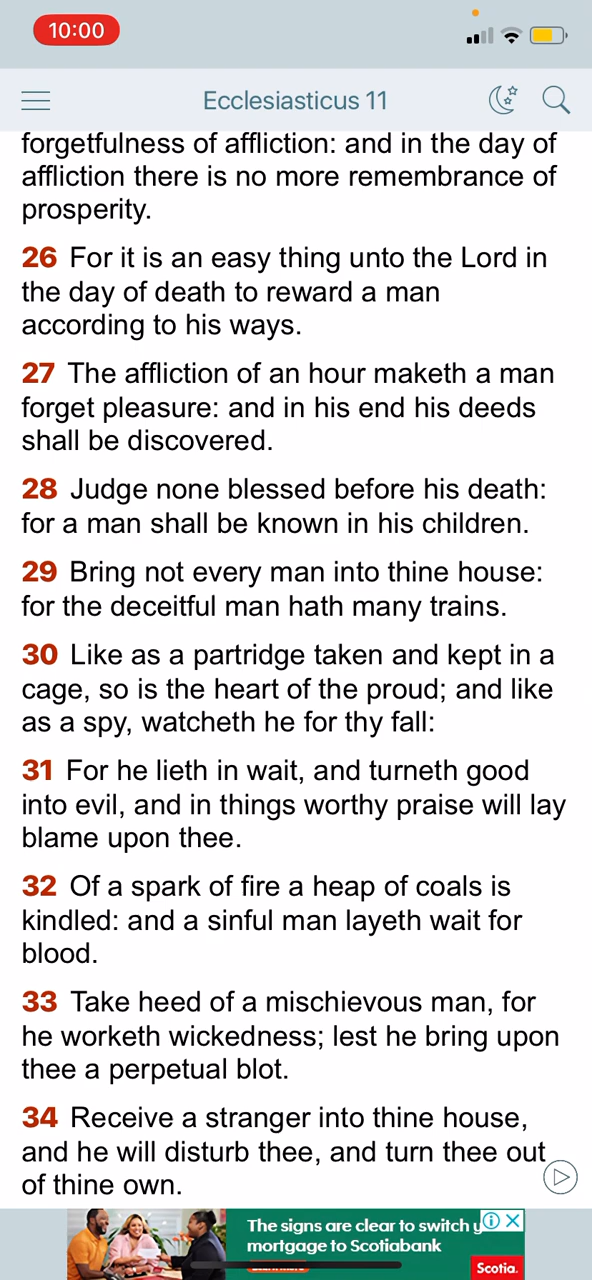 10:00
Ecclesiasticus 11
forgetfulness of affliction: and in the day of
affliction there is no more remembrance of
prosperity.
26 For it is an easy thing unto the Lord in
the day of death to reward a man
according to his ways.
27 The affliction of an hour maketh a man
forget pleasure: and in his end his deeds
shall be discovered.
28 Judge none blessed before his death:
for a man shall be known in his children.
29 Bring not every man into thine house:
for the deceitful man hath many trains.
30 Like as a partridge taken and kept in a
cage, so is the heart of the proud; and like
as a spy, watcheth he for thy fall:
31 For he lieth in wait, and turneth good
into evil, and in things worthy praise will lay
blame upon thee.
32 Of a spark of fire a heap of coals is
kindled: and a sinful man layeth wait for
blood.
33 Take heed of a mischievous man, for
he worketh wickedness; lest he bring upon
thee a perpetual blot.
34 Receive a stranger into thine house,
and he will disturb thee, and turn thee out
of thine own.
The signs are clear to switch y
mortgage to Scotiabank
Scotia.